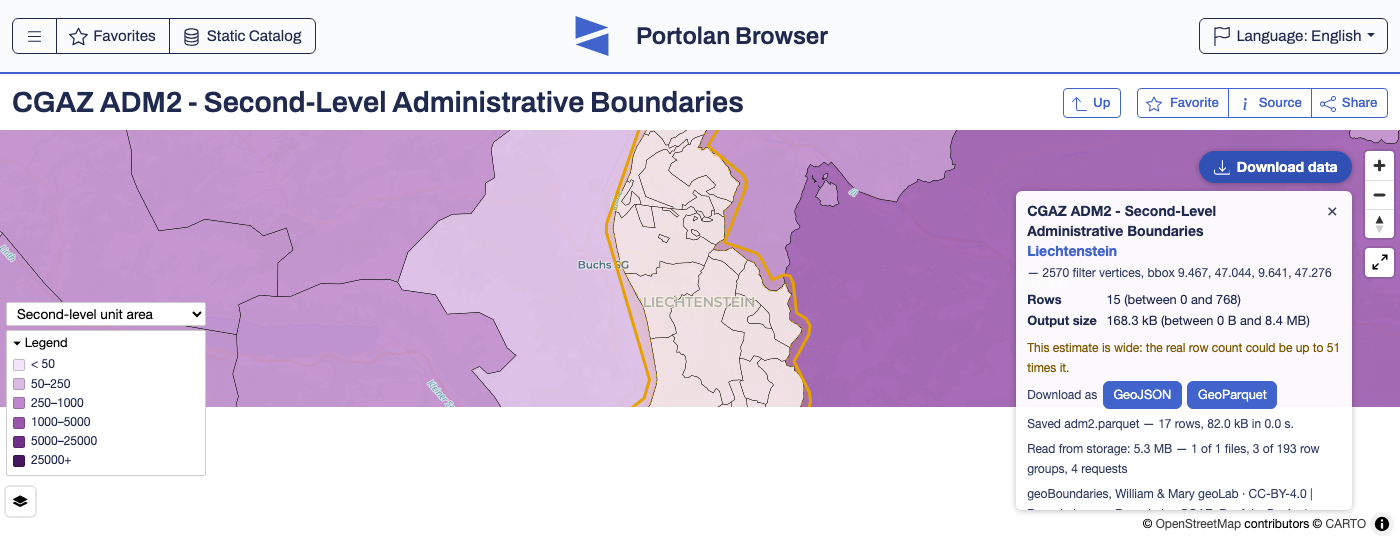 Favorites
Static Catalog
Portolan Browser
Language: English
CGAZ ADM2 - Second-Level Administrative Boundaries
Up
Favorite
Source
Share
Download data
CGAZ ADM2 - Second-Level
Administrative Boundaries
Liechtenstein
— 2570 filter vertices, bbox 9.467, 47.044, 9.641, 47.276
Rows 15 (between 0 and 768)
Output size 168.3 kB (between 0 B and 8.4 MB)
This estimate is wide: the real row count could be up to 51
times it.
Download as GeoJSON GeoParquet
Saved adm2.parquet — 17 rows, 82.0 kB in 0.0 s.
Read from storage: 5.3 MB — 1 of 1 files, 3 of 193 row
groups, 4 requests
geoBoundaries, William & Mary geoLab · CC-BY-4.0 |
Buchs SG
LIECHTENSTEIN
Ill
Second-level unit area
Legend
< 50
50–250
250–1000
1000–5000
5000–25000
25000+
© OpenStreetMap contributors © CARTO